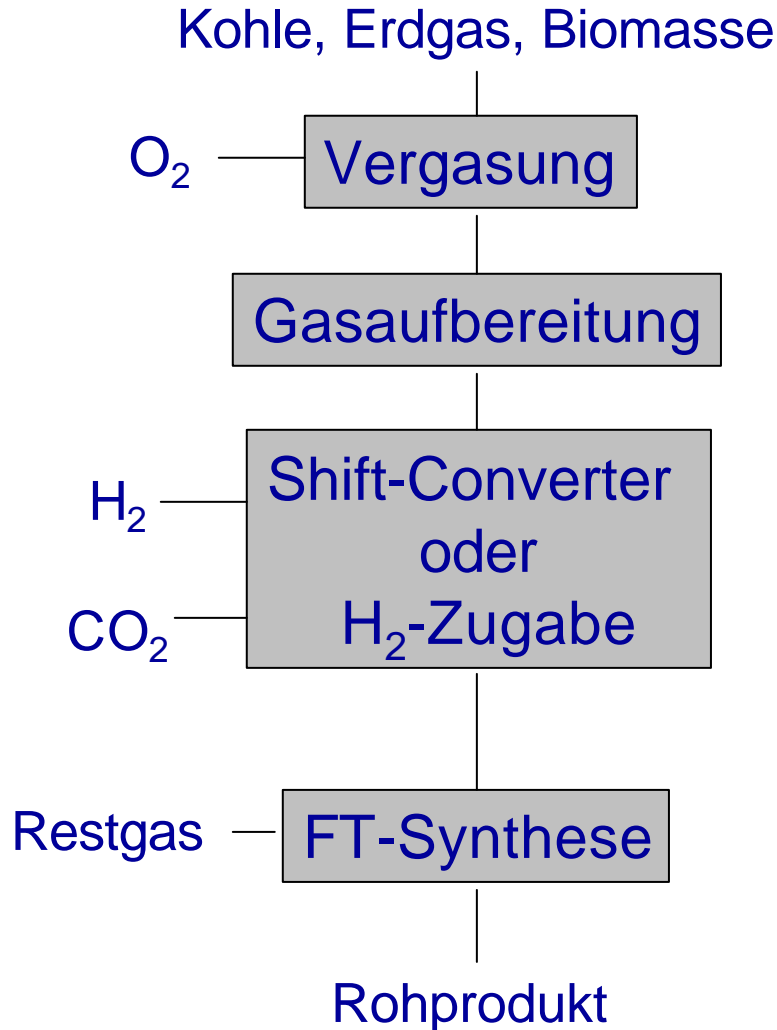 Kohle, Erdgas, Biomasse
O₂
Vergasung
Gasaufbereitung
H₂
Shift-Converter
oder
H₂-Zugabe
CO₂
Restgas
FT-Synthese
Rohprodukt